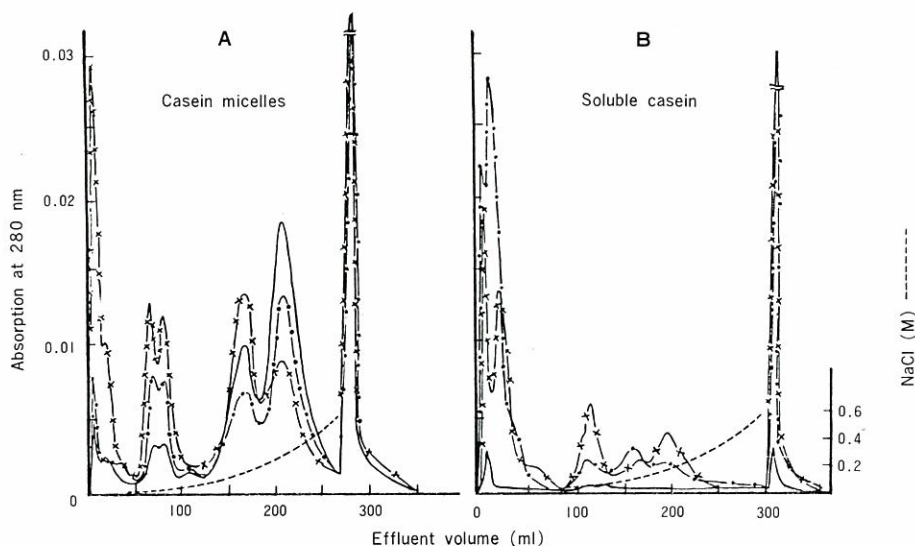 A
B
Casein micelles
Soluble casein
Absorption at 280 nm
0.03
0.02
0.01
0
0.6
0.4
0.2
NaCl (M) --------
100
200
300
100
200
300
Effluent volume (ml)